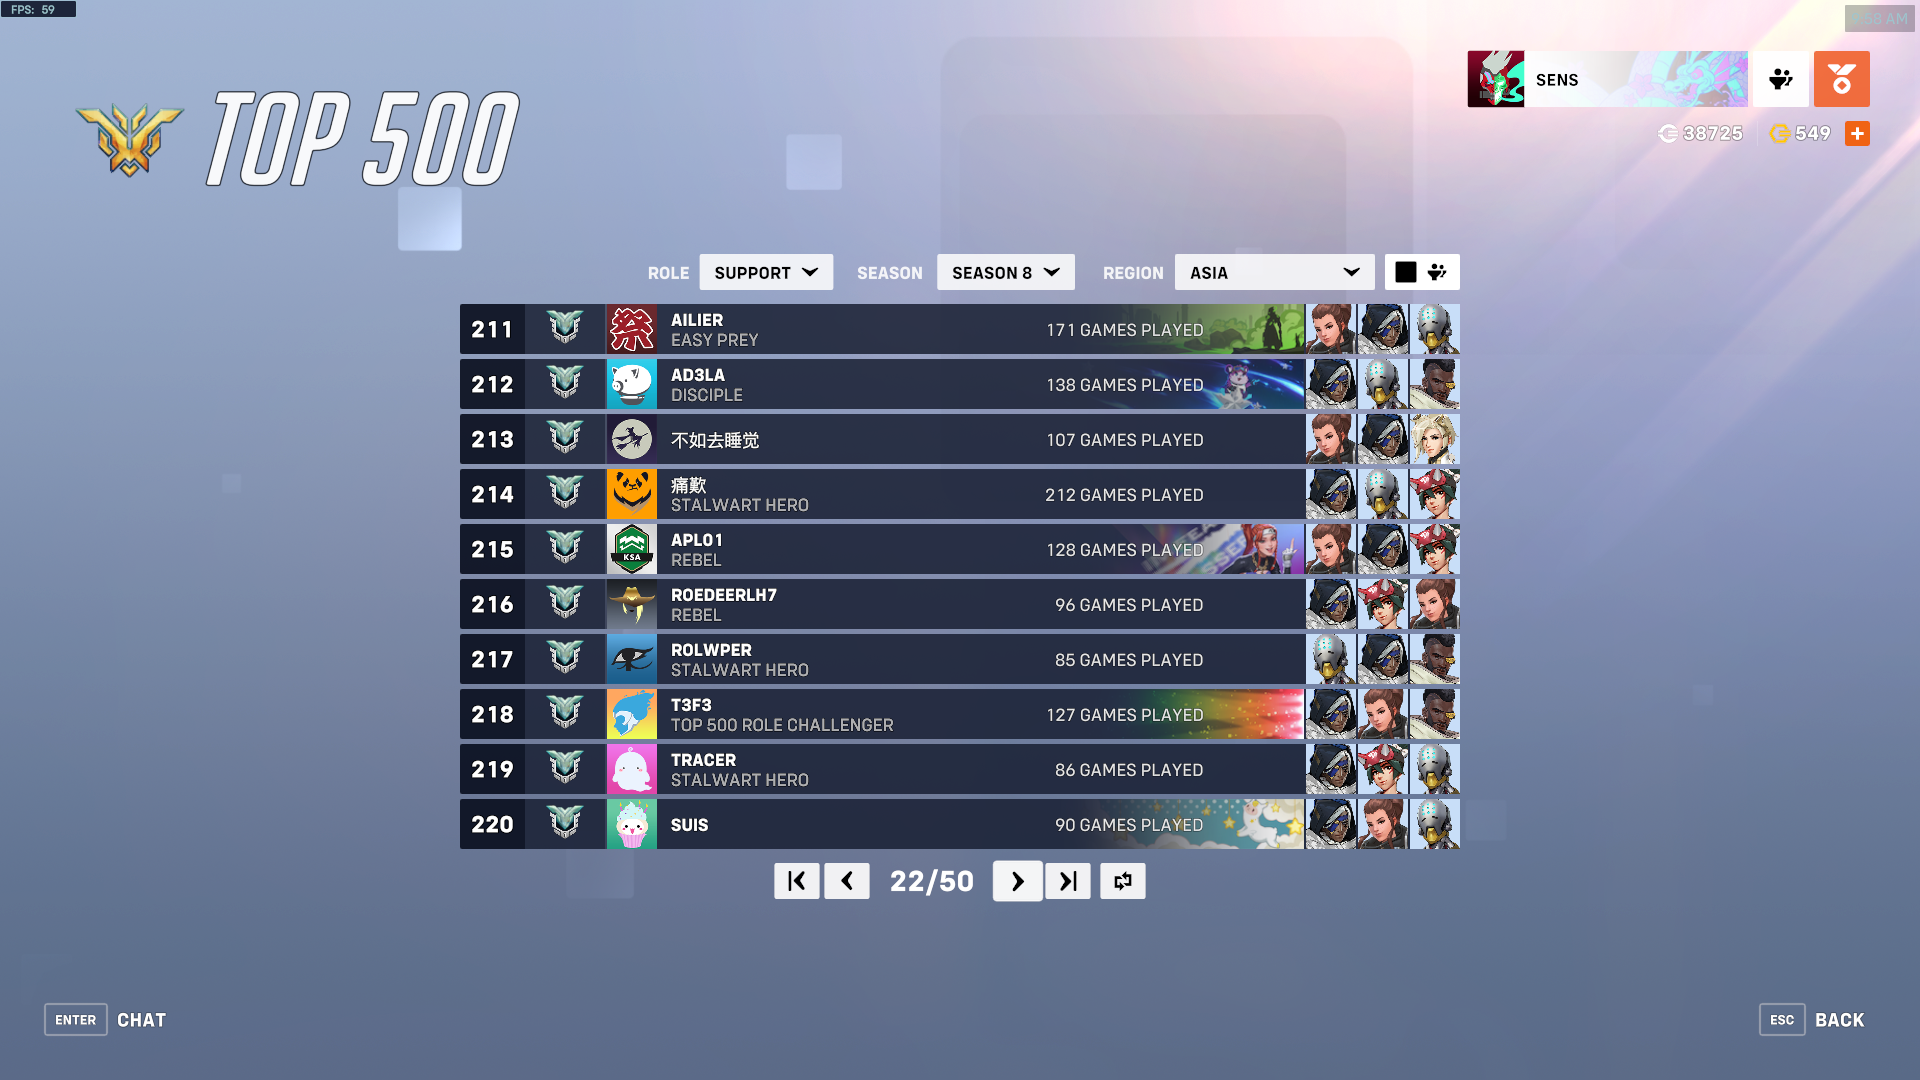 FPS: 59
:58 AM
TOP 500
SENS
38725
549
ROLE SUPPORT SEASON SEASON 8 REGION ASIA
211 AILIER 171 GAMES PLAYED
EASY PREY
212 AD3LA 138 GAMES PLAYED
DISCIPLE
213 不如去睡觉 107 GAMES PLAYED
214 痛歎 212 GAMES PLAYED
STALWART HERO
215 KSA APLO1 128 GAMES PLAYED
REBEL
216 ROEDEERLH7 96 GAMES PLAYED
REBEL
217 ROLWPER 85 GAMES PLAYED
STALWART HERO
218 T3F3 127 GAMES PLAYED
TOP 500 ROLE CHALLENGER
219 TRACER 86 GAMES PLAYED
STALWART HERO
220 SUIS 90 GAMES PLAYED
22/50
ENTER CHAT
ESC BACK